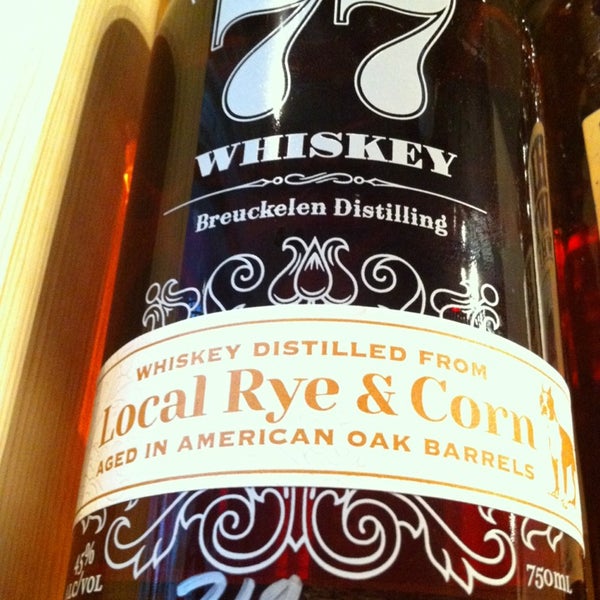 77
WHISKEY
Breuckelen Distilling
WHISKEY DISTILLED FROM
Local Rye & Corn
AGED IN AMERICAN OAK BARRELS
45%
ALC/VOL
750ml